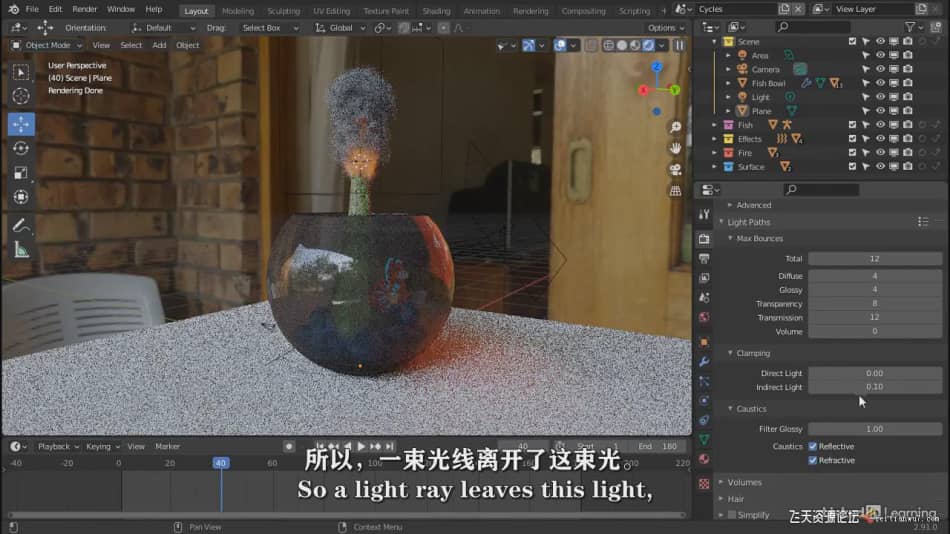 File Edit Render Window Help Layout Modeling Sculpting UV Editing Texture Paint Shading Animation Rendering Compositing Scripting Cycles View Layer
Orientation: Default Drag: Select Box Global Options
Object Mode View Select Add Object
User Perspective
(40) Scene | Plane
Rendering Done
Z
X
Y
Scene
Area
Camera
Fish Bowl
Light
Plane
Fish
Effects
Fire
Surface
Advanced
Light Paths
Max Bounces
Total 12
Diffuse 4
Glossy 4
Transparency 8
Transmission 12
Volume 0
Clamping
Direct Light 0.00
Indirect Light 0.10
Caustics
Filter Glossy 1.00
Caustics Reflective
Refractive
Volumes
Hair
Simplify
Playback Keying View Marker 40 Start 1 End 180
-40 0 40 60 100 120 140 160 180 220
所以，一束光线离开了这束光。
So a light ray leaves this light,
飞天资源论坛 feitianwu7.com
Learning
Pan View
Context Menu
2.91.0